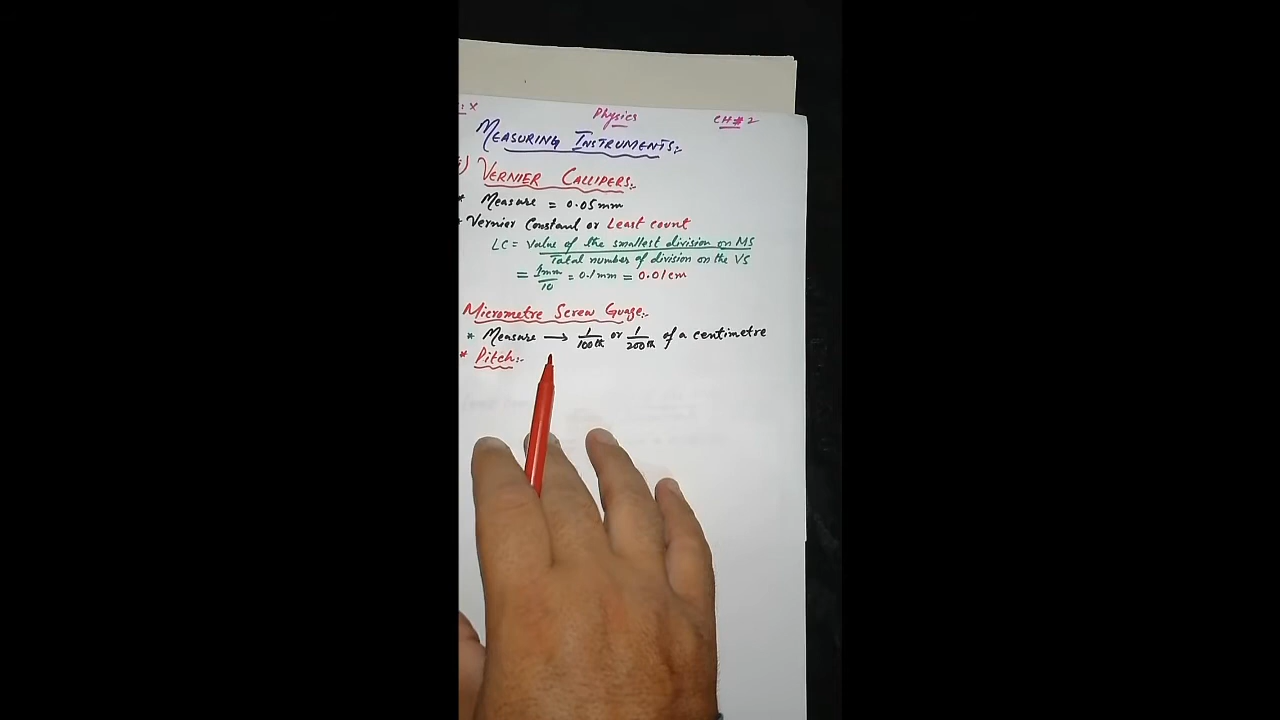 : X Physics CH#2
MEASURING INSTRUMENTS:-
i) VERNIER CALLIPERS:-
* Measure = 0.05mm
* Vernier Constant or Least count
LC = Value of the smallest division on MS
Total number of division on the VS
= 1mm/10 = 0.1mm = 0.01cm
Micrometre Screw Guage:-
* Measure → 1/100th or 1/200th of a centimetre
* Pitch:-